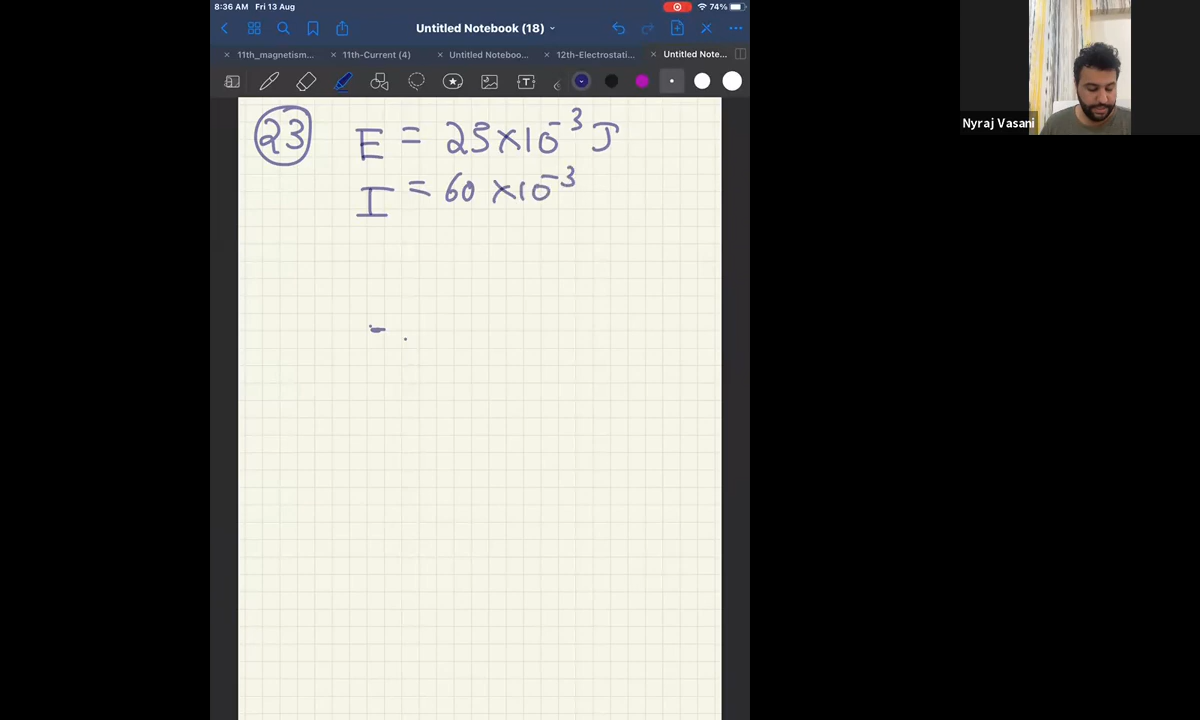 8:36 AM Fri 13 Aug
74%
Untitled Notebook (18)
11th_magnetism...
11th-Current (4)
Untitled Noteboo...
12th-Electrostati...
Untitled Note...
23 E = 25×10⁻³ J
I = 60 ×10⁻³
Nyraj Vasani